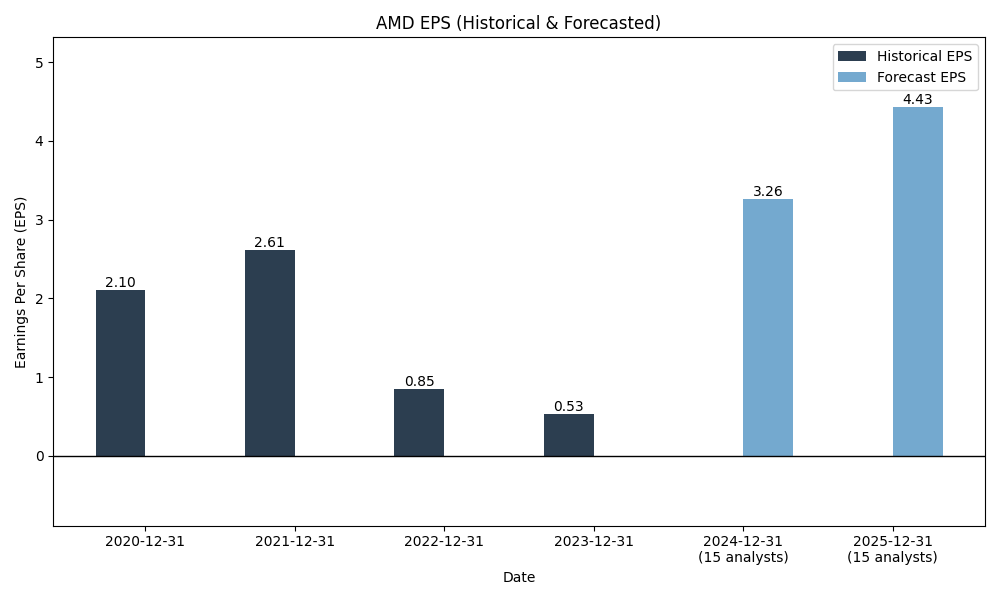 AMD EPS (Historical & Forecasted)
Historical EPS
Forecast EPS
Earnings Per Share (EPS)
5
4
3
2
1
0
2.10
2.61
0.85
0.53
3.26
4.43
2020-12-31
2021-12-31
2022-12-31
2023-12-31
2024-12-31
(15 analysts)
2025-12-31
(15 analysts)
Date